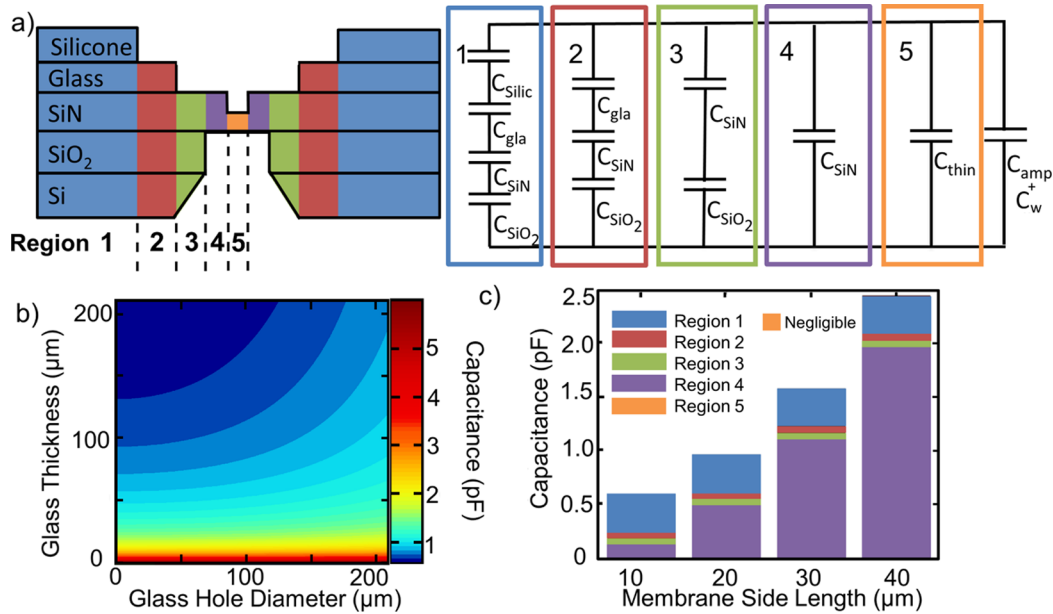 a)
Silicone
Glass
SiN
SiO2
Si
Region 1 2 3 4 5
1
CSilic
Cgla
CSiN
CSiO2
2
Cgla
CSiN
CSiO2
3
CSiN
CSiO2
4
CSiN
5
Cthin
Camp
+
Cw
b)
Glass Thickness (µm)
200
100
0
0 100 200
Glass Hole Diameter (µm)
5
4
3
2
1
Capacitance (pF)
c)
Capacitance (pF)
2.5
2.0
1.5
1.0
0.5
0
Region 1
Region 2
Region 3
Region 4
Region 5
Negligible
10 20 30 40
Membrane Side Length (µm)